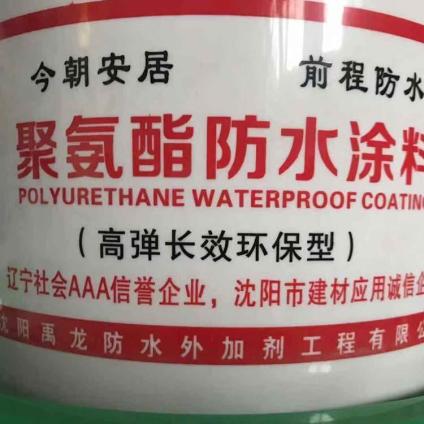 今朝安居 前程防水
聚氨酯防水涂料
POLYURETHANE WATERPROOF COATING
（高弹长效环保型）
辽宁社会AAA信誉企业，沈阳市建材应用诚信企
沈阳禹龙防水外加剂工程有限公